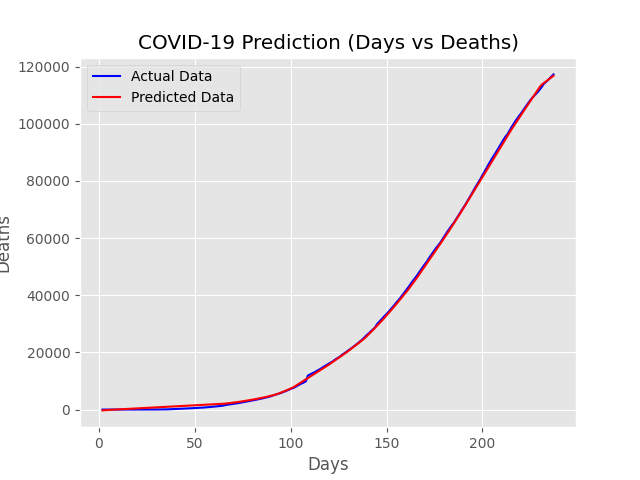 COVID-19 Prediction (Days vs Deaths)
Actual Data
Predicted Data
120000
100000
80000
60000
40000
20000
0
Deaths
0 50 100 150 200
Days